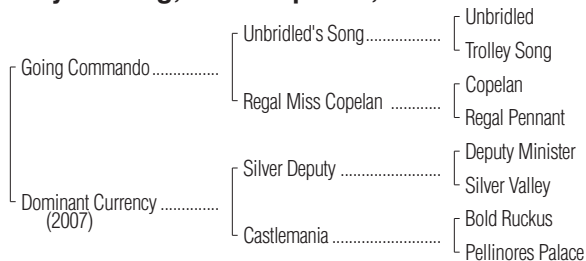 Unbridled
Unbridled's Song..................
Trolley Song
Going Commando...............
Copelan
Regal Miss Copelan ............
Regal Pennant
Deputy Minister
Silver Deputy ........................
Silver Valley
Dominant Currency ..............
(2007)
Bold Ruckus
Castlemania ..........................
Pellinores Palace